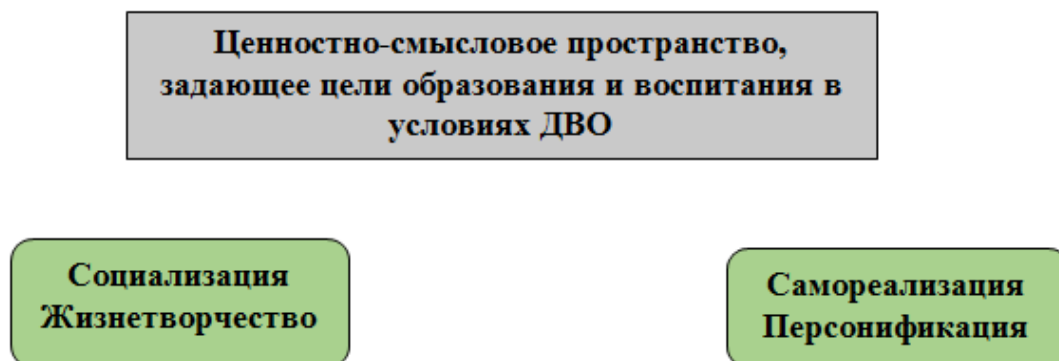 Ценностно-смысловое пространство,
задающее цели образования и воспитания в
условиях ДВО
Социализация
Жизнетворчество
Самореализация
Персонификация